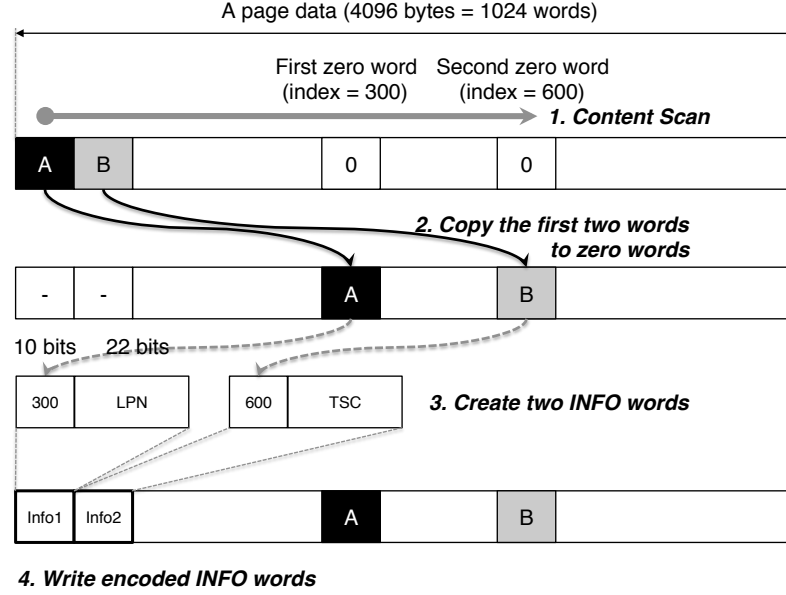 A page data (4096 bytes = 1024 words)
First zero word Second zero word
(index = 300) (index = 600)
1. Content Scan
A B 0 0
2. Copy the first two words
to zero words
- - A B
10 bits 22 bits
300 LPN 600 TSC 3. Create two INFO words
Info1 Info2 A B
4. Write encoded INFO words